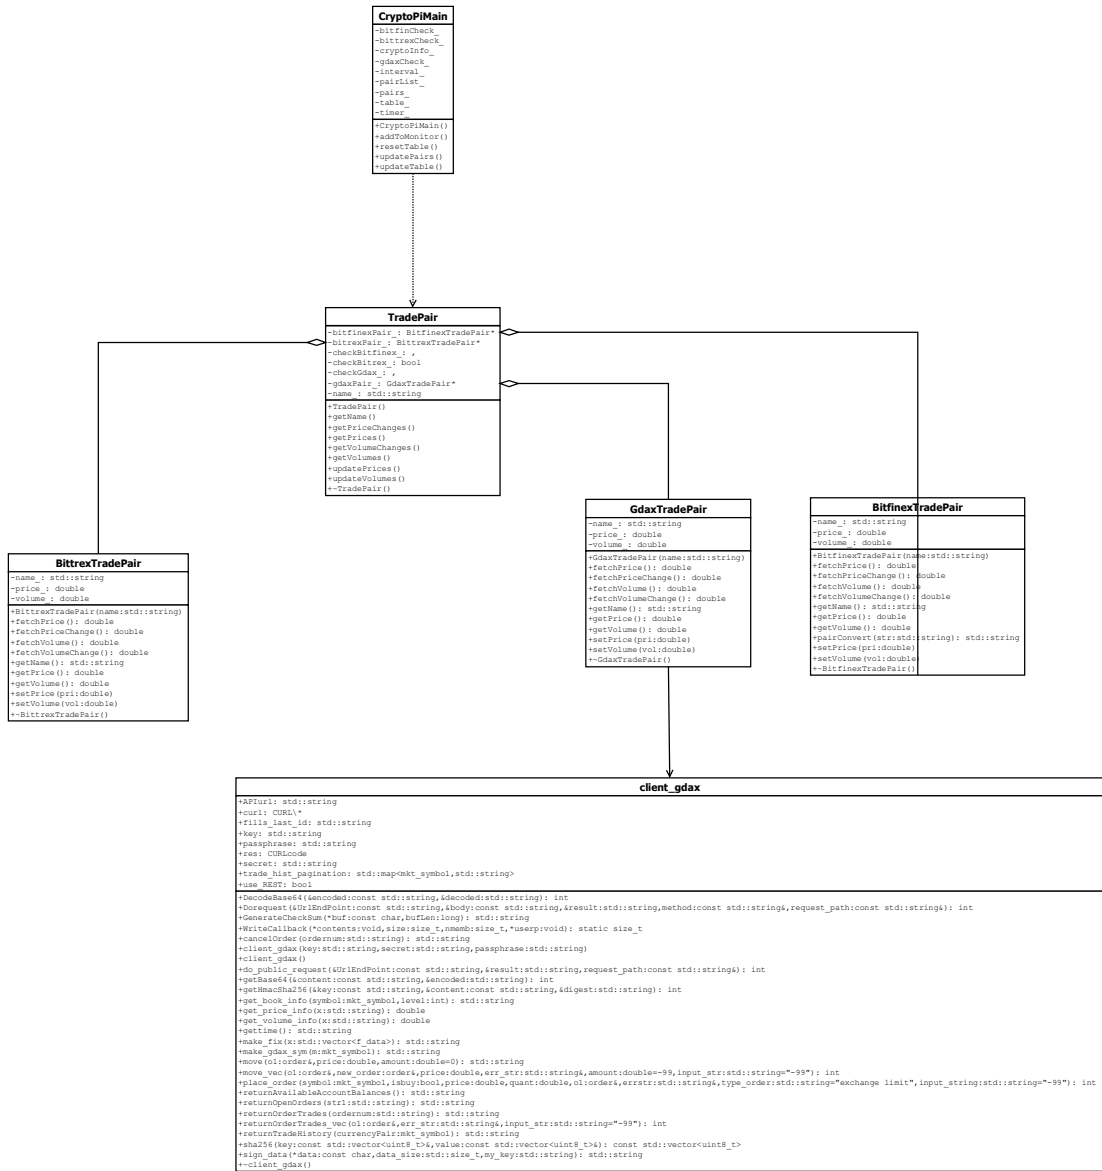 CryptoPiMain
-bitfinCheck_
-bittrexCheck_
-cryptoInfo_
-gdaxCheck_
-interval_
-pairList_
-pairs_
-table_
-timer_
+CryptoPiMain()
+addToMonitor()
+resetTable()
+updatePairs()
+updateTable()
TradePair
-bitfinexPair_: BitfinexTradePair*
-bitrexPair_: BittrexTradePair*
-checkBitfinex_: ,
-checkBitrex_: bool
-checkGdax_: ,
-gdaxPair_: GdaxTradePair*
-name_: std::string
+TradePair()
+getName()
+getPriceChanges()
+getPrices()
+getVolumeChanges()
+getVolumes()
+updatePrices()
+updateVolumes()
+~TradePair()
GdaxTradePair
-name_: std::string
-price_: double
-volume_: double
+GdaxTradePair(name:std::string)
+fetchPrice(): double
+fetchPriceChange(): double
+fetchVolume(): double
+fetchVolumeChange(): double
+getName(): std::string
+getPrice(): double
+getVolume(): double
+setPrice(pri:double)
+setVolume(vol:double)
+~GdaxTradePair()
BitfinexTradePair
-name_: std::string
-price_: double
-volume_: double
+BitfinexTradePair(name:std::string)
+fetchPrice(): double
+fetchPriceChange(): double
+fetchVolume(): double
+fetchVolumeChange(): double
+getName(): std::string
+getPrice(): double
+getVolume(): double
+pairConvert(str:std::string): std::string
+setPrice(pri:double)
+setVolume(vol:double)
+~BitfinexTradePair()
BittrexTradePair
-name_: std::string
-price_: double
-volume_: double
+BittrexTradePair(name:std::string)
+fetchPrice(): double
+fetchPriceChange(): double
+fetchVolume(): double
+fetchVolumeChange(): double
+getName(): std::string
+getPrice(): double
+getVolume(): double
+setPrice(pri:double)
+setVolume(vol:double)
+~BittrexTradePair()
client_gdax
+APIurl: std::string
+curl: CURL\*
+fills_last_id: std::string
+key: std::string
+passphrase: std::string
+res: CURLcode
+secret: std::string
+trade_hist_pagination: std::map<mkt_symbol,std::string>
+use_REST: bool
+DecodeBase64(&encoded:const std::string,&decoded:std::string): int
+Dorequest(&UrlEndPoint:const std::string,&body:const std::string,&result:std::string,method:const std::string&,request_path:const std::string&): int
+GenerateCheckSum(*buf:const char,bufLen:long): std::string
+WriteCallback(*contents:void,size:size_t,nmemb:size_t,*userp:void): static size_t
+cancelOrder(ordernum:std::string): std::string
+client_gdax(key:std::string,secret:std::string,passphrase:std::string)
+client_gdax()
+do_public_request(&UrlEndPoint:const std::string,&result:std::string,request_path:const std::string&): int
+getBase64(&content:const std::string,&encoded:std::string): int
+getHmacSha256(&key:const std::string,&content:const std::string,&digest:std::string): int
+get_book_info(symbol:mkt_symbol,level:int): std::string
+get_price_info(x:std::string): double
+get_volume_info(x:std::string): double
+gettime(): std::string
+make_fix(x:std::vector<f_data>): std::string
+make_gdax_sym(m:mkt_symbol): std::string
+move(o1:order&,price:double,amount:double=0): std::string
+move_vec(o1:order&,new_order:order&,price:double,err_str:std::string&,amount:double=-99,input_str:std::string="-99"): int
+place_order(symbol:mkt_symbol,isbuy:bool,price:double,quant:double,o1:order&,errstr:std::string&,type_order:std::string="exchange limit",input_string:std::string="-99"): int
+returnAvailableAccountBalances(): std::string
+returnOpenOrders(str1:std::string): std::string
+returnOrderTrades(ordernum:std::string): std::string
+returnOrderTrades_vec(o1:order&,err_str:std::string&,input_str:std::string="-99"): int
+returnTradeHistory(currencyPair:mkt_symbol): std::string
+sha256(key:const std::vector<uint8_t>&,value:const std::vector<uint8_t>&): const std::vector<uint8_t>
+sign_data(*data:const char,data_size:std::size_t,my_key:std::string): std::string
+~client_gdax()